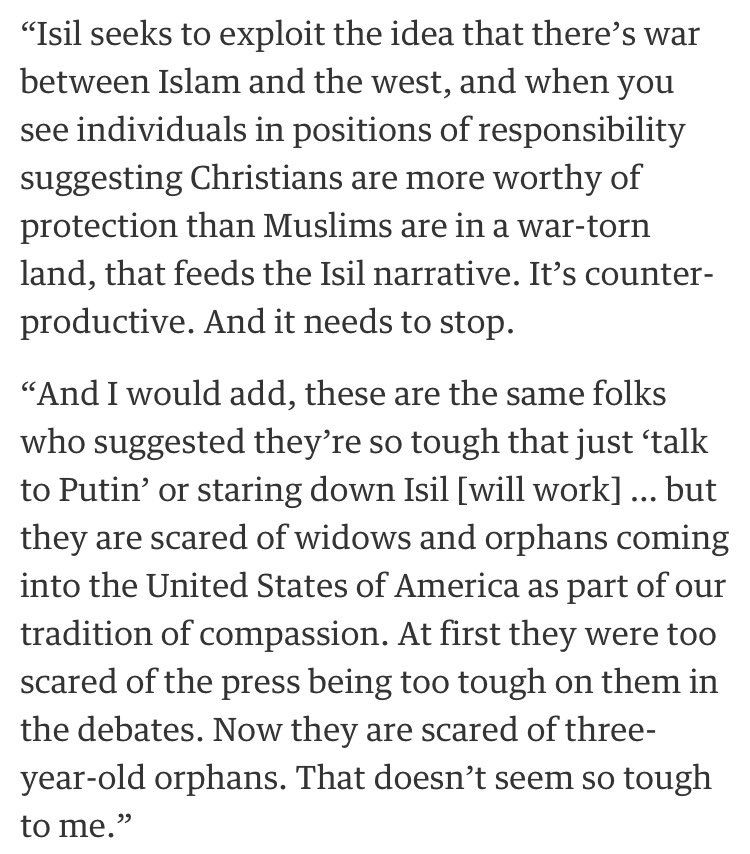 “Isil seeks to exploit the idea that there’s war
between Islam and the west, and when you
see individuals in positions of responsibility
suggesting Christians are more worthy of
protection than Muslims are in a war-torn
land, that feeds the Isil narrative. It’s counter-
productive. And it needs to stop.
“And I would add, these are the same folks
who suggested they’re so tough that just ‘talk
to Putin’ or staring down Isil [will work] ... but
they are scared of widows and orphans coming
into the United States of America as part of our
tradition of compassion. At first they were too
scared of the press being too tough on them in
the debates. Now they are scared of three-
year-old orphans. That doesn’t seem so tough
to me.”